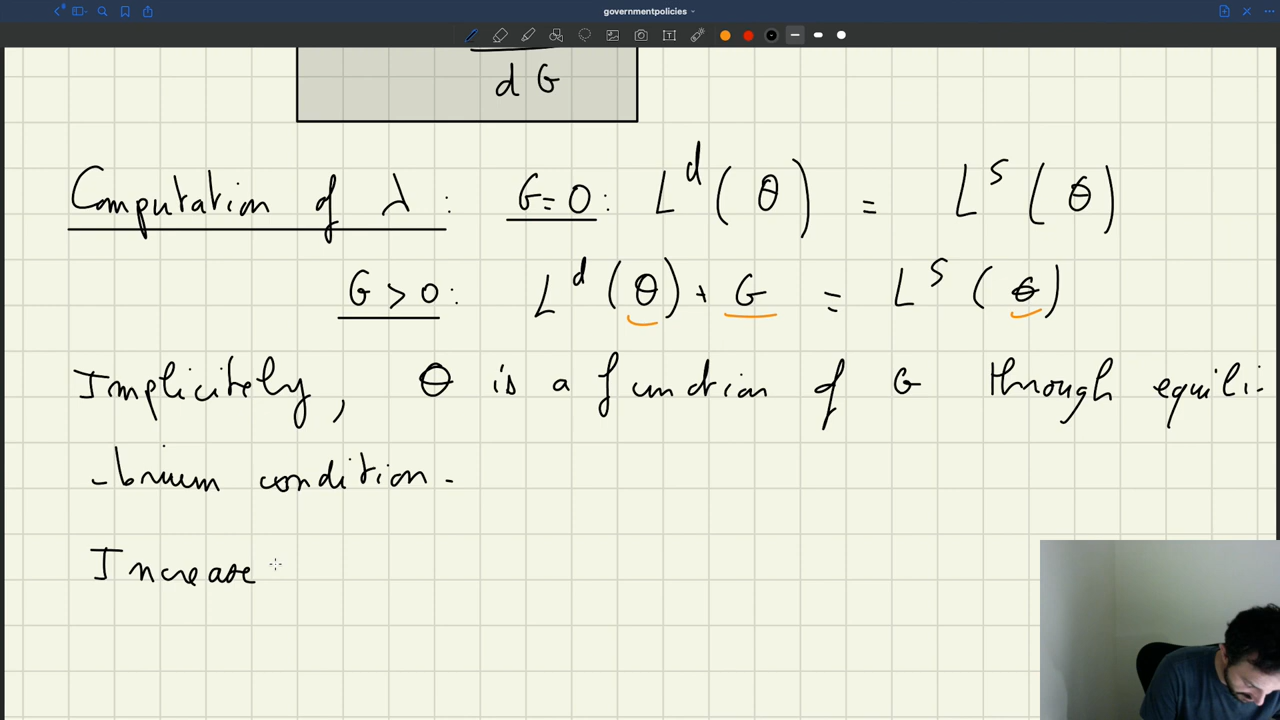 governmentpolicies
d G
Computation of λ : G=0 : L^d ( θ ) = L^s ( θ )
G > 0 : L^d ( θ ) + G = L^s ( θ )
Implicitely, θ is a function of G through equili-
-brium condition.
Increase